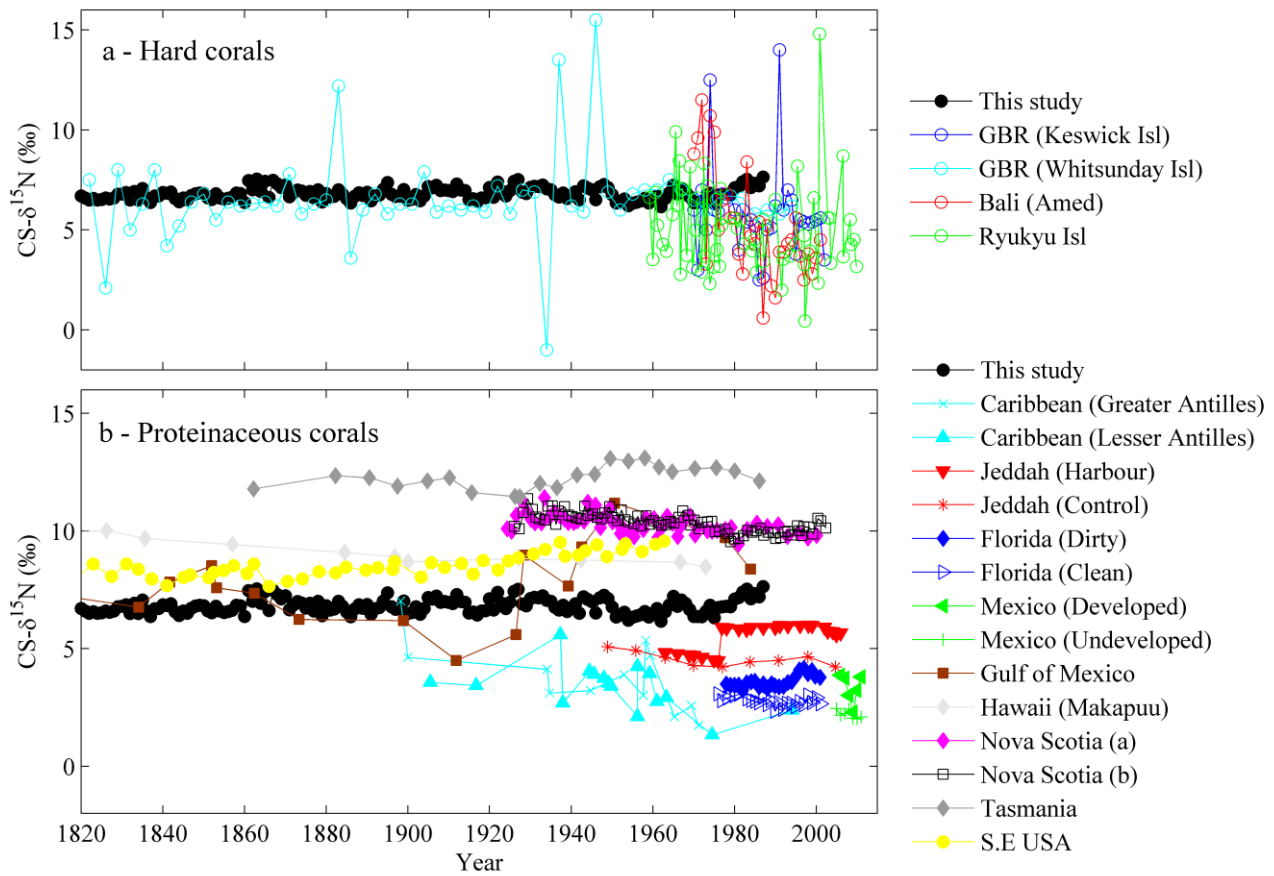 a - Hard corals
CS-δ¹⁵N (‰)
15
10
5
0
This study
GBR (Keswick Isl)
GBR (Whitsunday Isl)
Bali (Amed)
Ryukyu Isl
b - Proteinaceous corals
CS-δ¹⁵N (‰)
15
10
5
0
1820 1840 1860 1880 1900 1920 1940 1960 1980 2000
Year
This study
Caribbean (Greater Antilles)
Caribbean (Lesser Antilles)
Jeddah (Harbour)
Jeddah (Control)
Florida (Dirty)
Florida (Clean)
Mexico (Developed)
Mexico (Undeveloped)
Gulf of Mexico
Hawaii (Makapuu)
Nova Scotia (a)
Nova Scotia (b)
Tasmania
S.E USA